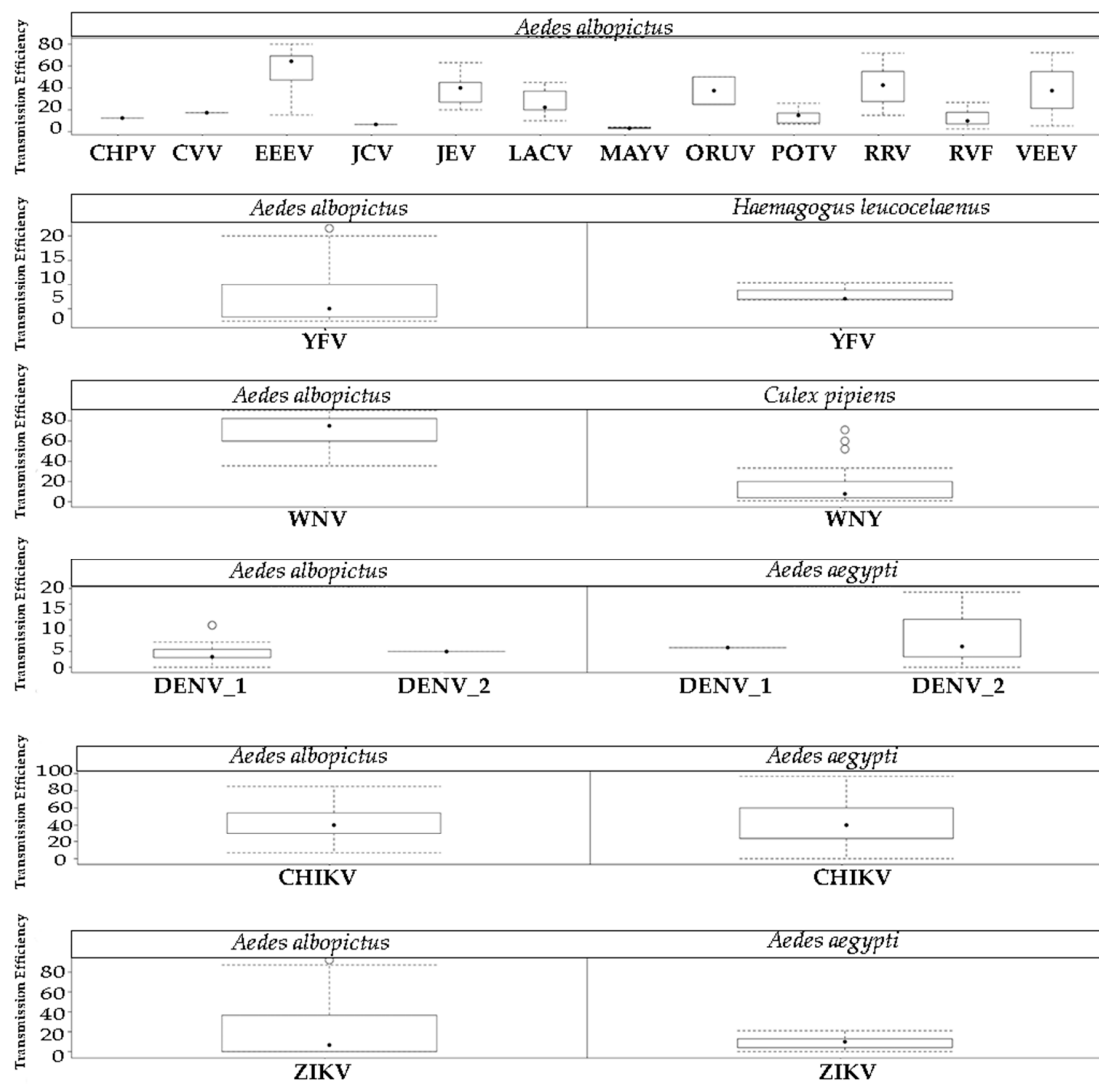 Aedes albopictus
Transmission Efficiency
80
60
40
20
0
CHPV CVV EEEV JCV JEV LACV MAYV ORUV POTV RRV RVF VEEV
Aedes albopictus Haemagogus leucocelaenus
Transmission Efficiency
20
15
10
5
0
YFV YFV
Aedes albopictus Culex pipiens
Transmission Efficiency
80
60
40
20
0
WNV WNY
Aedes albopictus Aedes aegypti
Transmission Efficiency
20
15
10
5
0
DENV_1 DENV_2 DENV_1 DENV_2
Aedes albopictus Aedes aegypti
Transmission Efficiency
100
80
60
40
20
0
CHIKV CHIKV
Aedes albopictus Aedes aegypti
Transmission Efficiency
80
60
40
20
0
ZIKV ZIKV